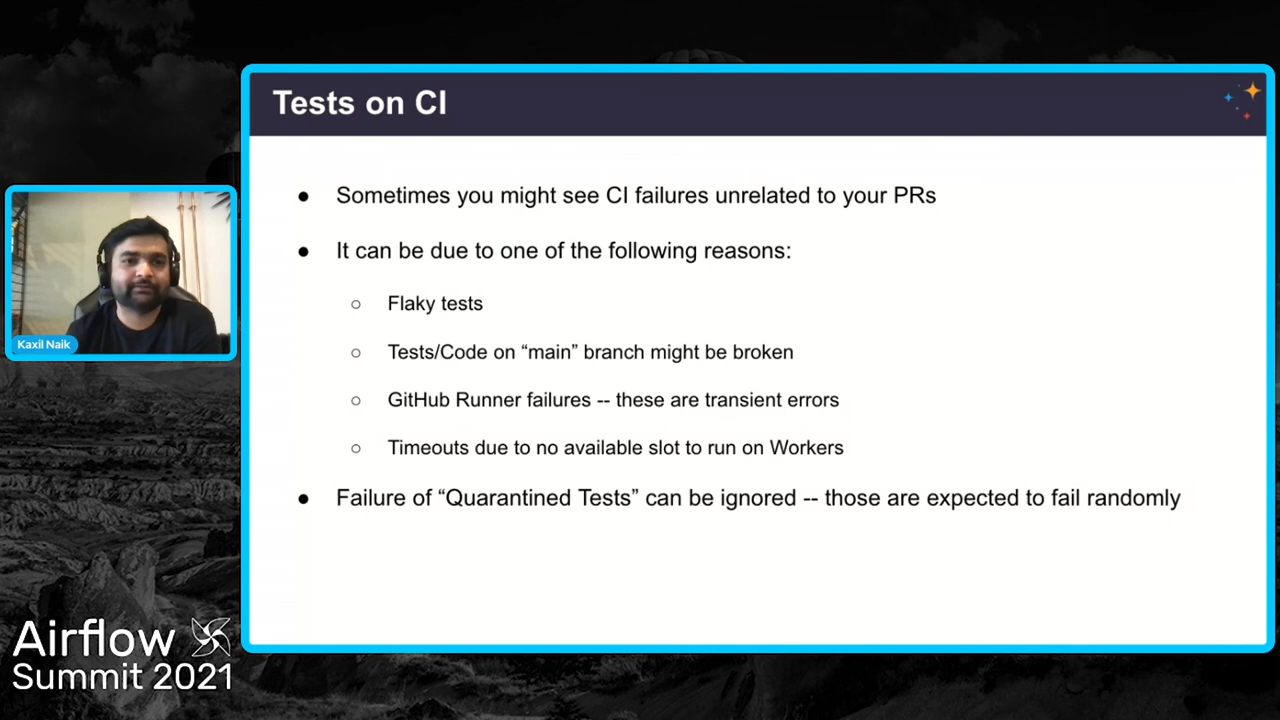 Tests on CI
● Sometimes you might see CI failures unrelated to your PRs
● It can be due to one of the following reasons:
○ Flaky tests
○ Tests/Code on “main” branch might be broken
○ GitHub Runner failures -- these are transient errors
○ Timeouts due to no available slot to run on Workers
● Failure of “Quarantined Tests” can be ignored -- those are expected to fail randomly
Kaxil Naik
Airflow
Summit 2021